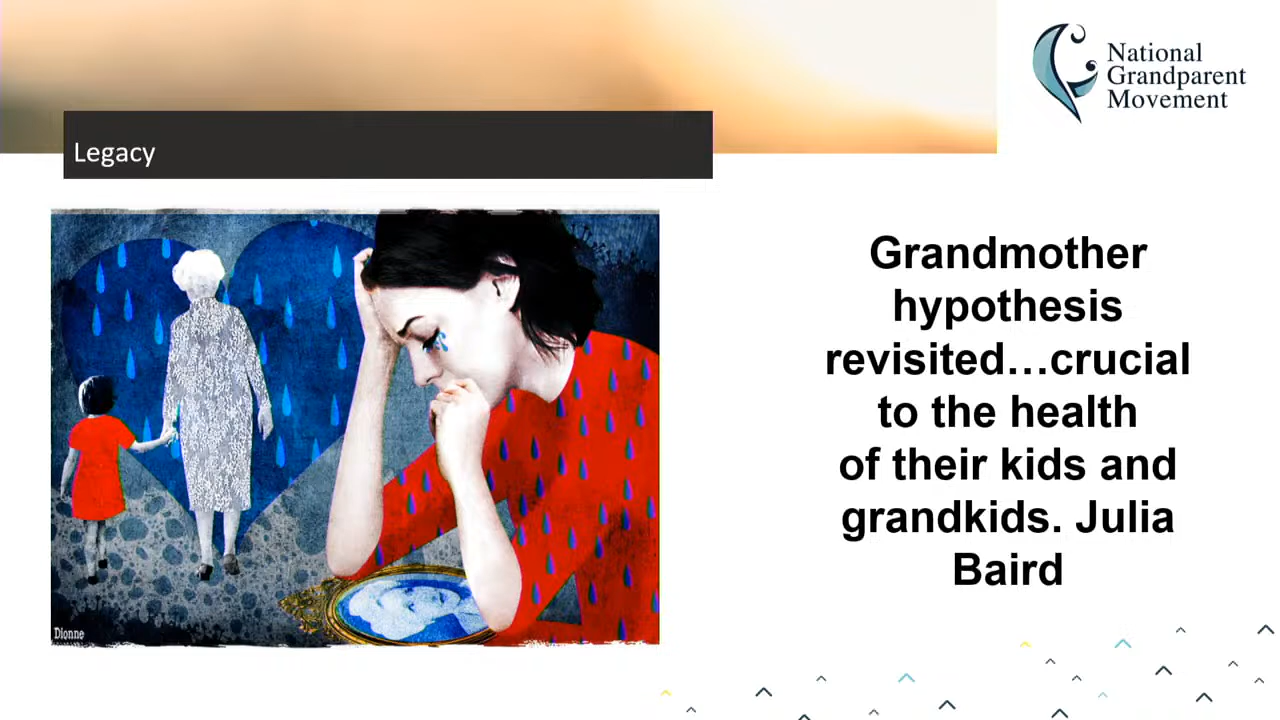 National
Grandparent
Movement
Legacy
Grandmother
hypothesis
revisited...crucial
to the health
of their kids and
grandkids. Julia
Baird
Dionne